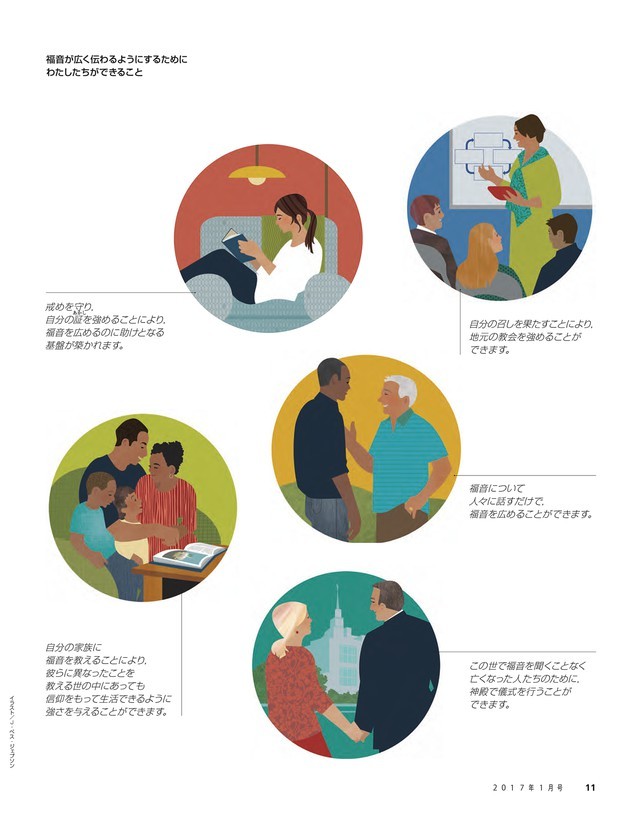 福音が広く伝わるようにするために
わたしたちができること
戒めを守り,
自分の証を強めることにより,
あかし
福音を広めるのに助けとなる
基盤が築かれます。
自分の召しを果たすことにより,
地元の教会を強めることが
できます。
福音について
人々に話すだけで,
福音を広めることができます。
自分の家族に
福音を教えることにより,
彼らに異なったことを
教える世の中にあっても
信仰をもって生活できるように
強さを与えることができます。
この世で福音を聞くことなく
亡くなった人たちのために,
神殿で儀式を行うことが
できます。
2017年1月号 11